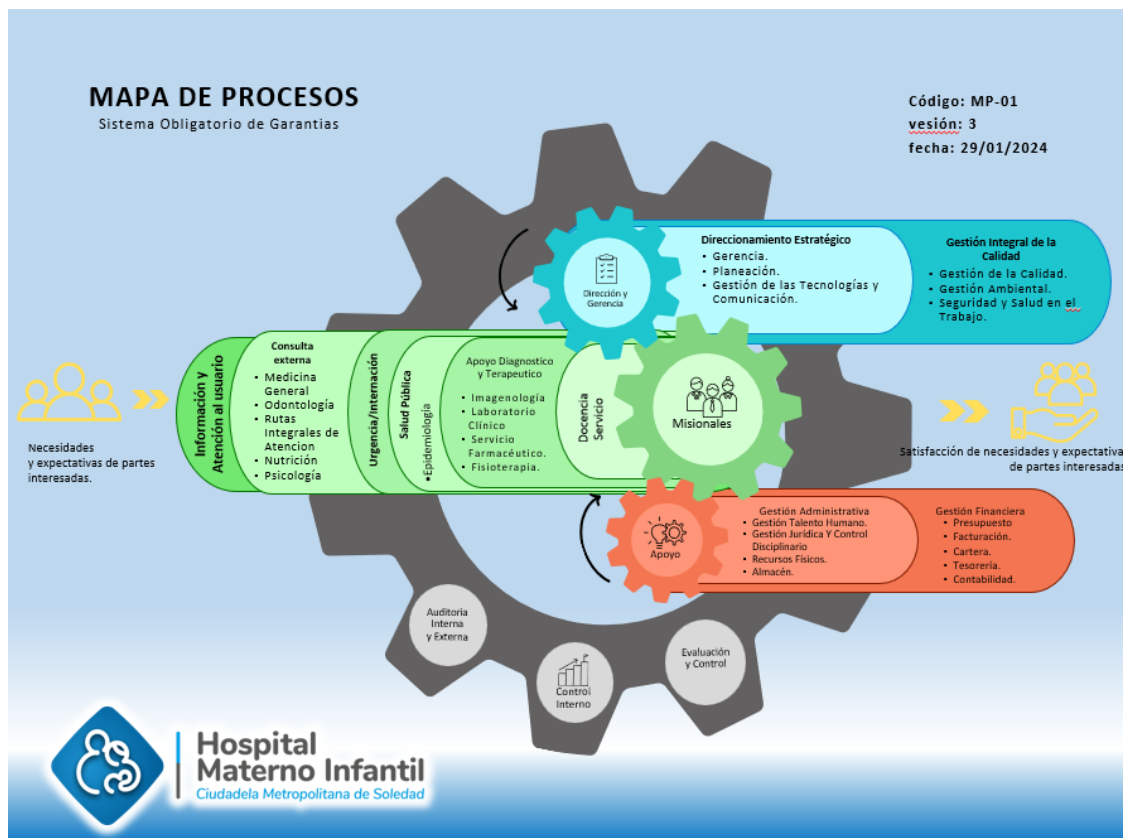 MAPA DE PROCESOS
Sistema Obligatorio de Garantias
Código: MP-01
vesión: 3
fecha: 29/01/2024
Dirección y
Gerencia
Direccionamiento Estratégico
• Gerencia.
• Planeación.
• Gestión de las Tecnologías y
Comunicación.
Gestión Integral de la
Calidad
• Gestión de la Calidad.
• Gestión Ambiental.
• Seguridad y Salud en el
Trabajo.
Necesidades
y expectativas de partes
interesadas.
Información y
Atención al usuario
Consulta
externa
• Medicina
General
• Odontología
• Rutas
Integrales de
Atencion
• Nutrición
• Psicología
Urgencia/Internación
Salud Pública
•Epidemiologia
Apoyo Diagnostico
y Terapeutico
• Imagenología
• Laboratorio
Clínico
• Servicio
Farmacéutico.
• Fisioterapia.
Docencia
Servicio
Misionales
Satisfacción de necesidades y expectativa
de partes interesadas
Apoyo
Gestión Administrativa
• Gestión Talento Humano.
• Gestión Jurídica Y Control
Disciplinario
• Recursos Físicos.
• Almacén.
Gestión Financiera
• Presupuesto
• Facturación.
• Cartera.
• Tesorería.
• Contabilidad.
Auditoria
Interna
y Externa
Control
Interno
Evaluación
y Control
Hospital
Materno Infantil
Ciudadela Metropolitana de Soledad